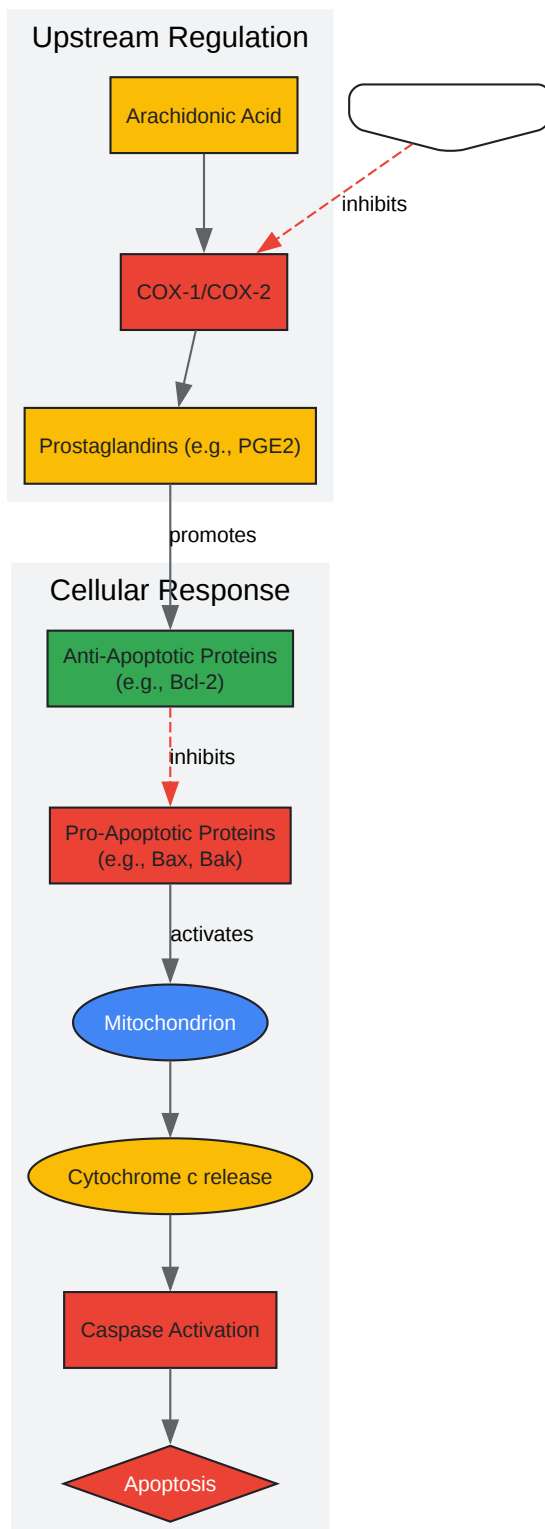 Upstream Regulation
Arachidonic Acid
inhibits
COX-1/COX-2
Prostaglandins (e.g., PGE2)
promotes
Cellular Response
Anti-Apoptotic Proteins
(e.g., Bcl-2)
inhibits
Pro-Apoptotic Proteins
(e.g., Bax, Bak)
activates
Mitochondrion
Cytochrome c release
Caspase Activation
Apoptosis